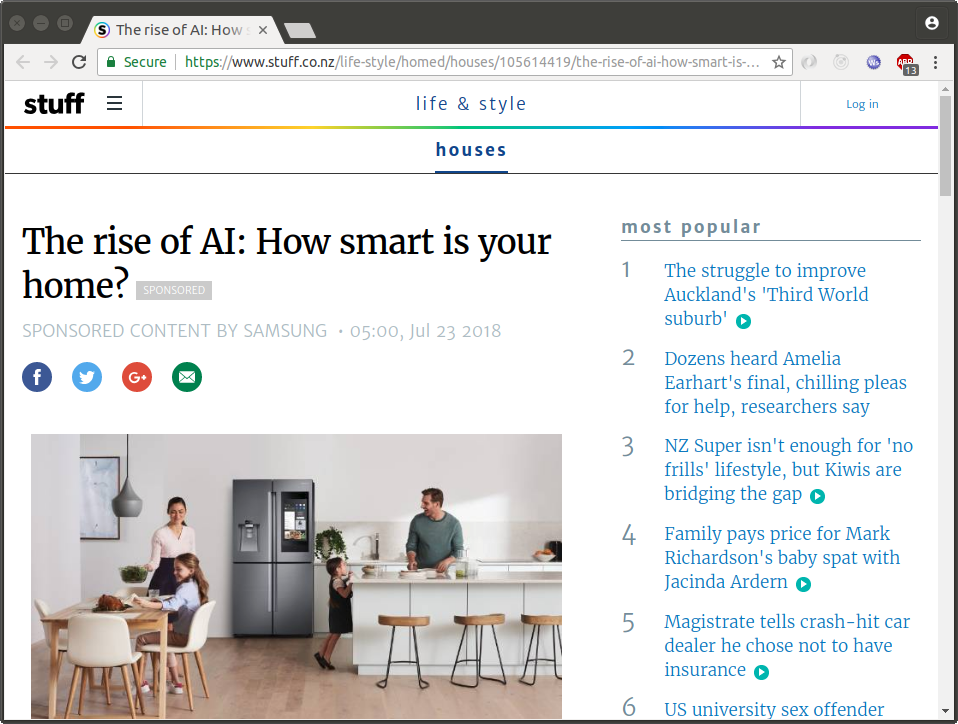 The rise of AI: How
Secure
https://www.stuff.co.nz/life-style/homed/houses/105614419/the-rise-of-ai-how-smart-is-...
13
stuff
life & style
Log in
houses
The rise of AI: How smart is your
home? SPONSORED
SPONSORED CONTENT BY SAMSUNG • 05:00, Jul 23 2018
most popular
1 The struggle to improve
Auckland's 'Third World
suburb'
2 Dozens heard Amelia
Earhart's final, chilling pleas
for help, researchers say
3 NZ Super isn't enough for 'no
frills' lifestyle, but Kiwis are
bridging the gap
4 Family pays price for Mark
Richardson's baby spat with
Jacinda Ardern
5 Magistrate tells crash-hit car
dealer he chose not to have
insurance
6 US university sex offender